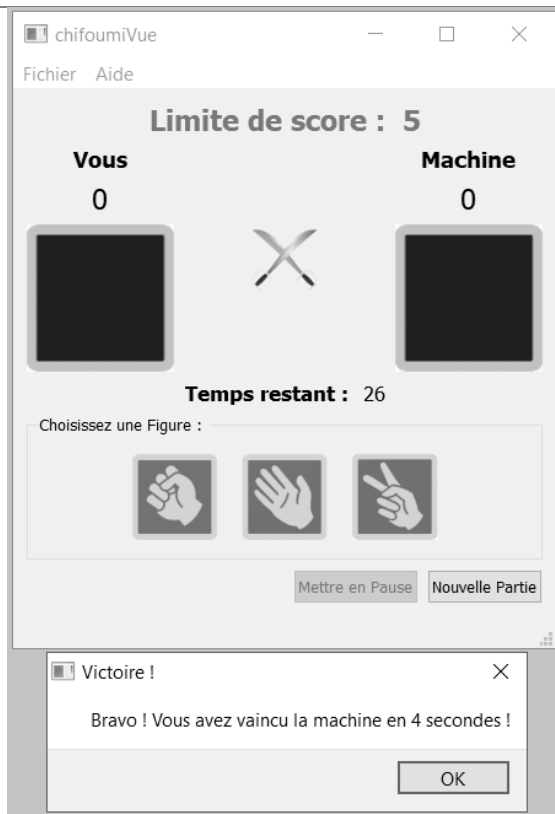 chifoumiVue
Fichier Aide
Limite de score : 5
Vous Machine
0 0
Temps restant : 26
Choisissez une Figure :
Mettre en Pause Nouvelle Partie
Victoire !
Bravo ! Vous avez vaincu la machine en 4 secondes !
OK